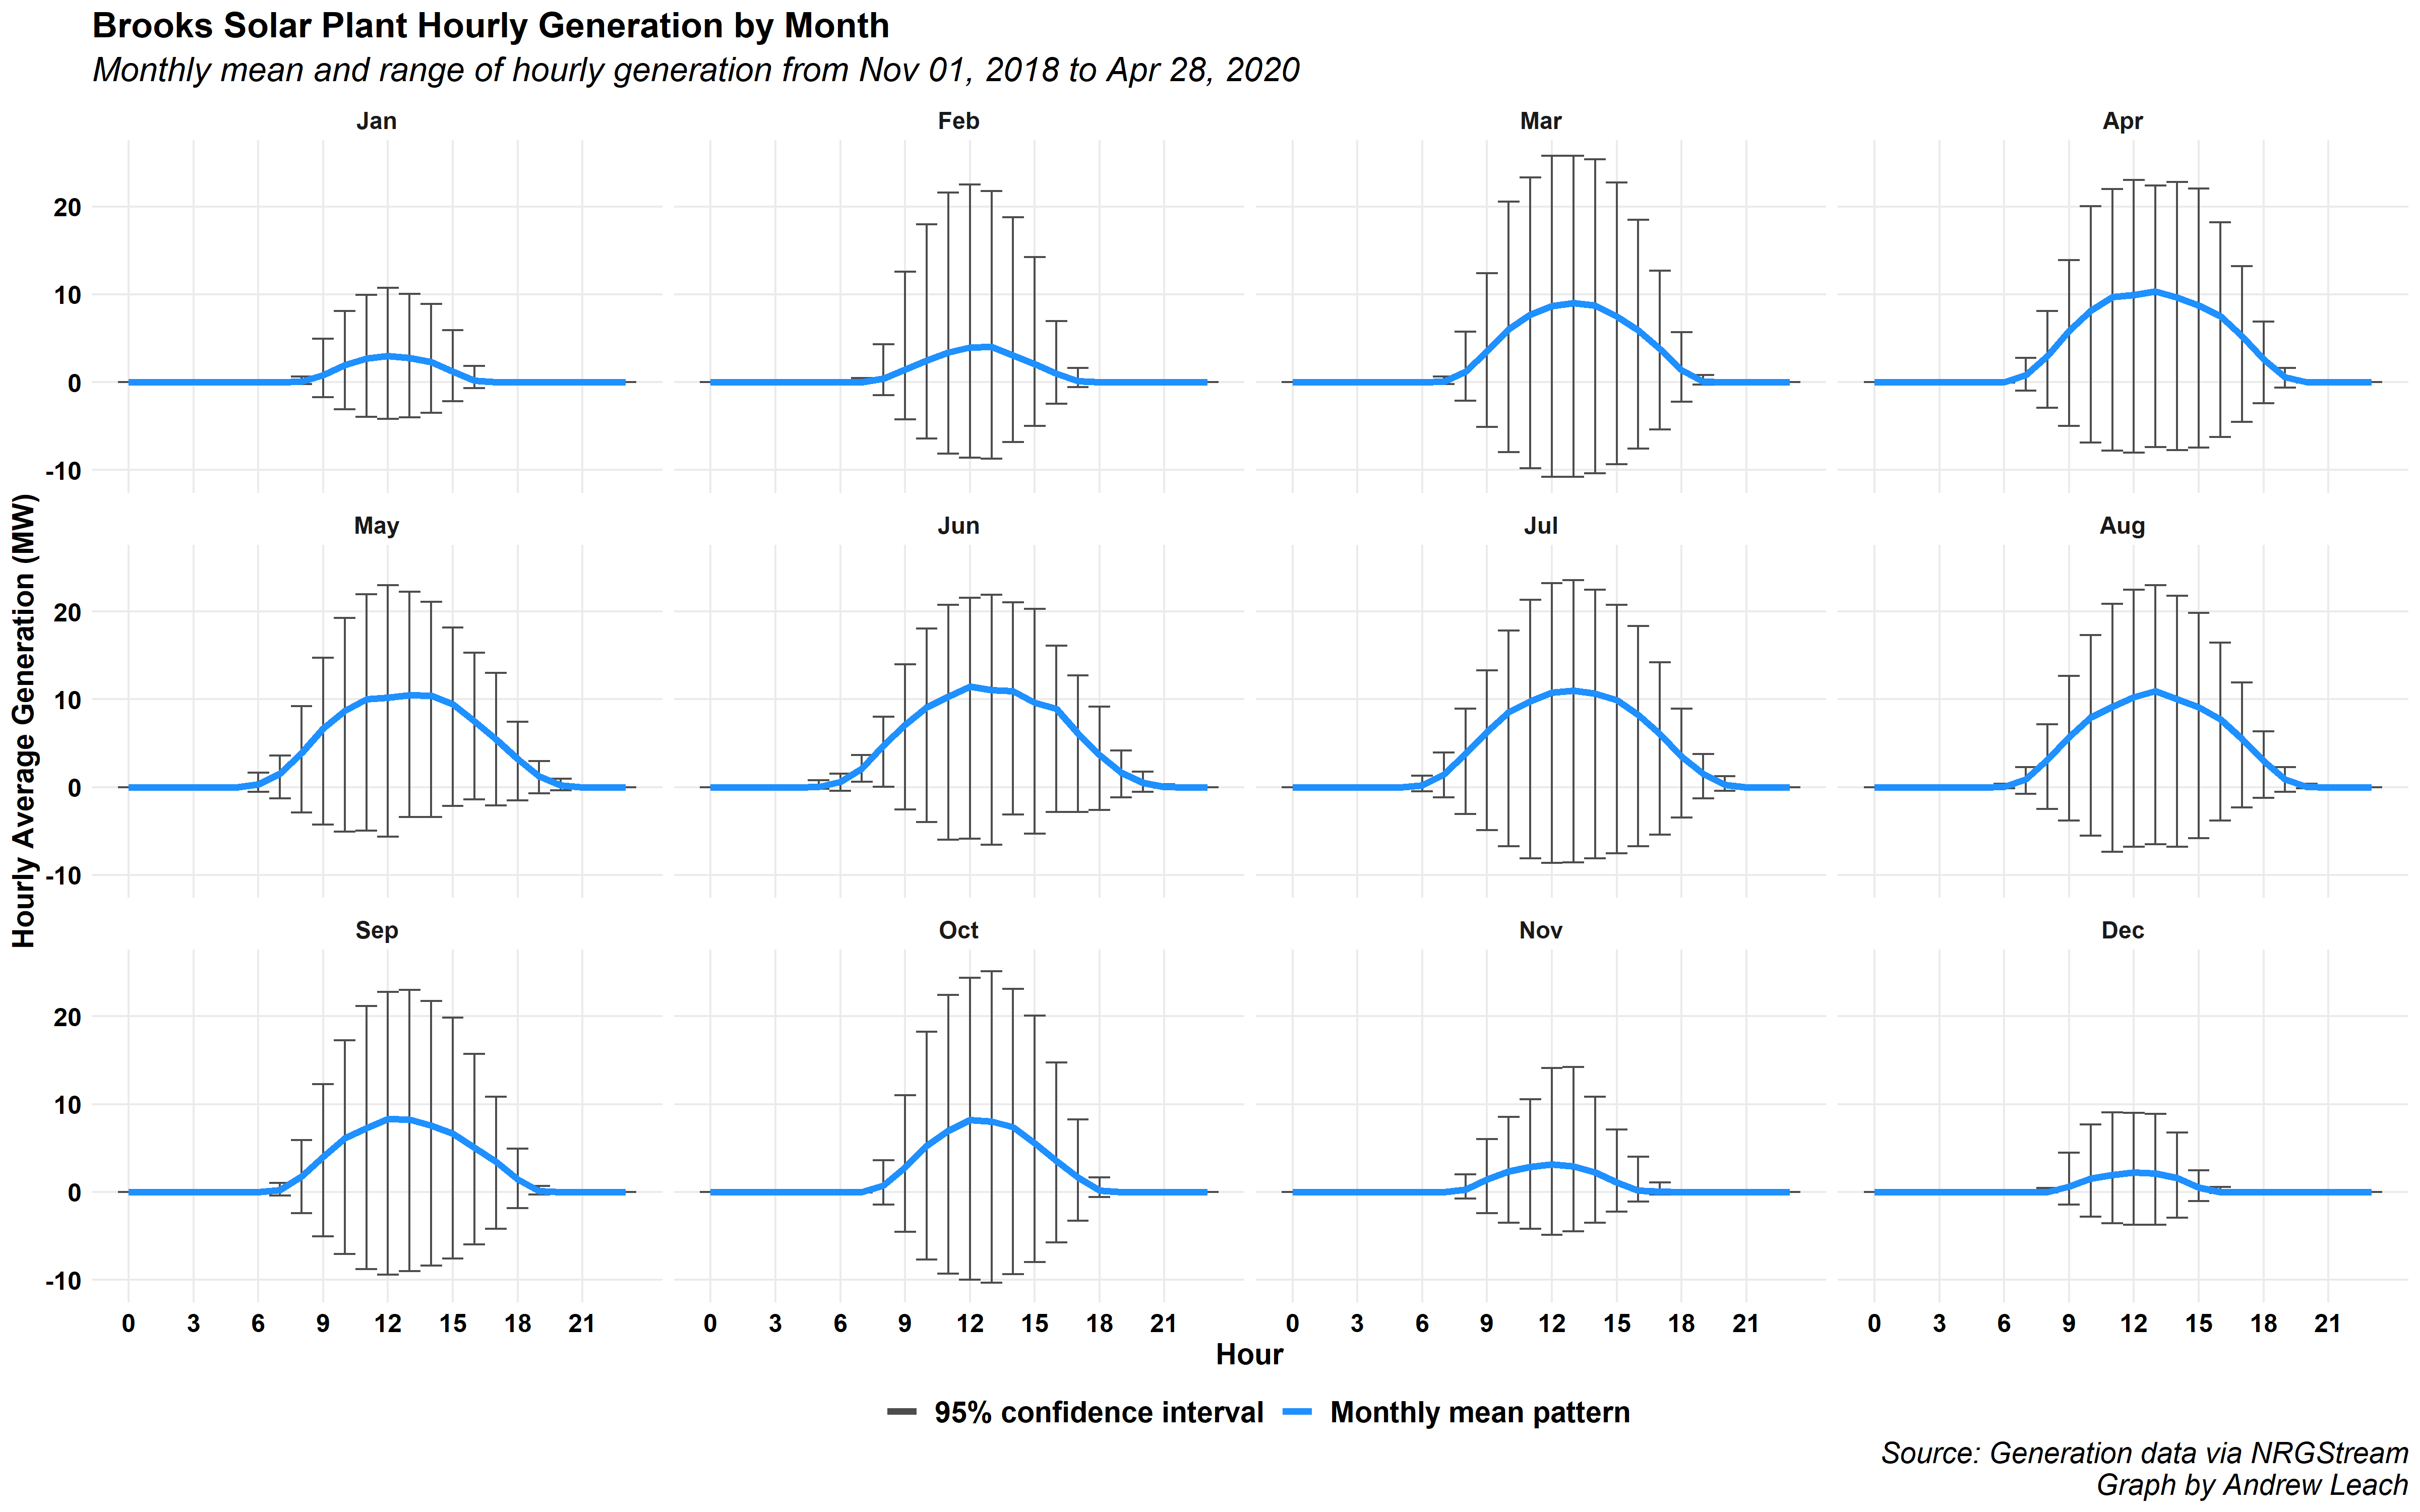 Brooks Solar Plant Hourly Generation by Month
Monthly mean and range of hourly generation from Nov 01, 2018 to Apr 28, 2020
Hourly Average Generation (MW)
Jan
Feb
Mar
Apr
20
10
0
-10
May
Jun
Jul
Aug
20
10
0
-10
Sep
Oct
Nov
Dec
20
10
0
-10
0 3 6 9 12 15 18 21
0 3 6 9 12 15 18 21
0 3 6 9 12 15 18 21
0 3 6 9 12 15 18 21
Hour
95% confidence interval
Monthly mean pattern
Source: Generation data via NRGStream
Graph by Andrew Leach